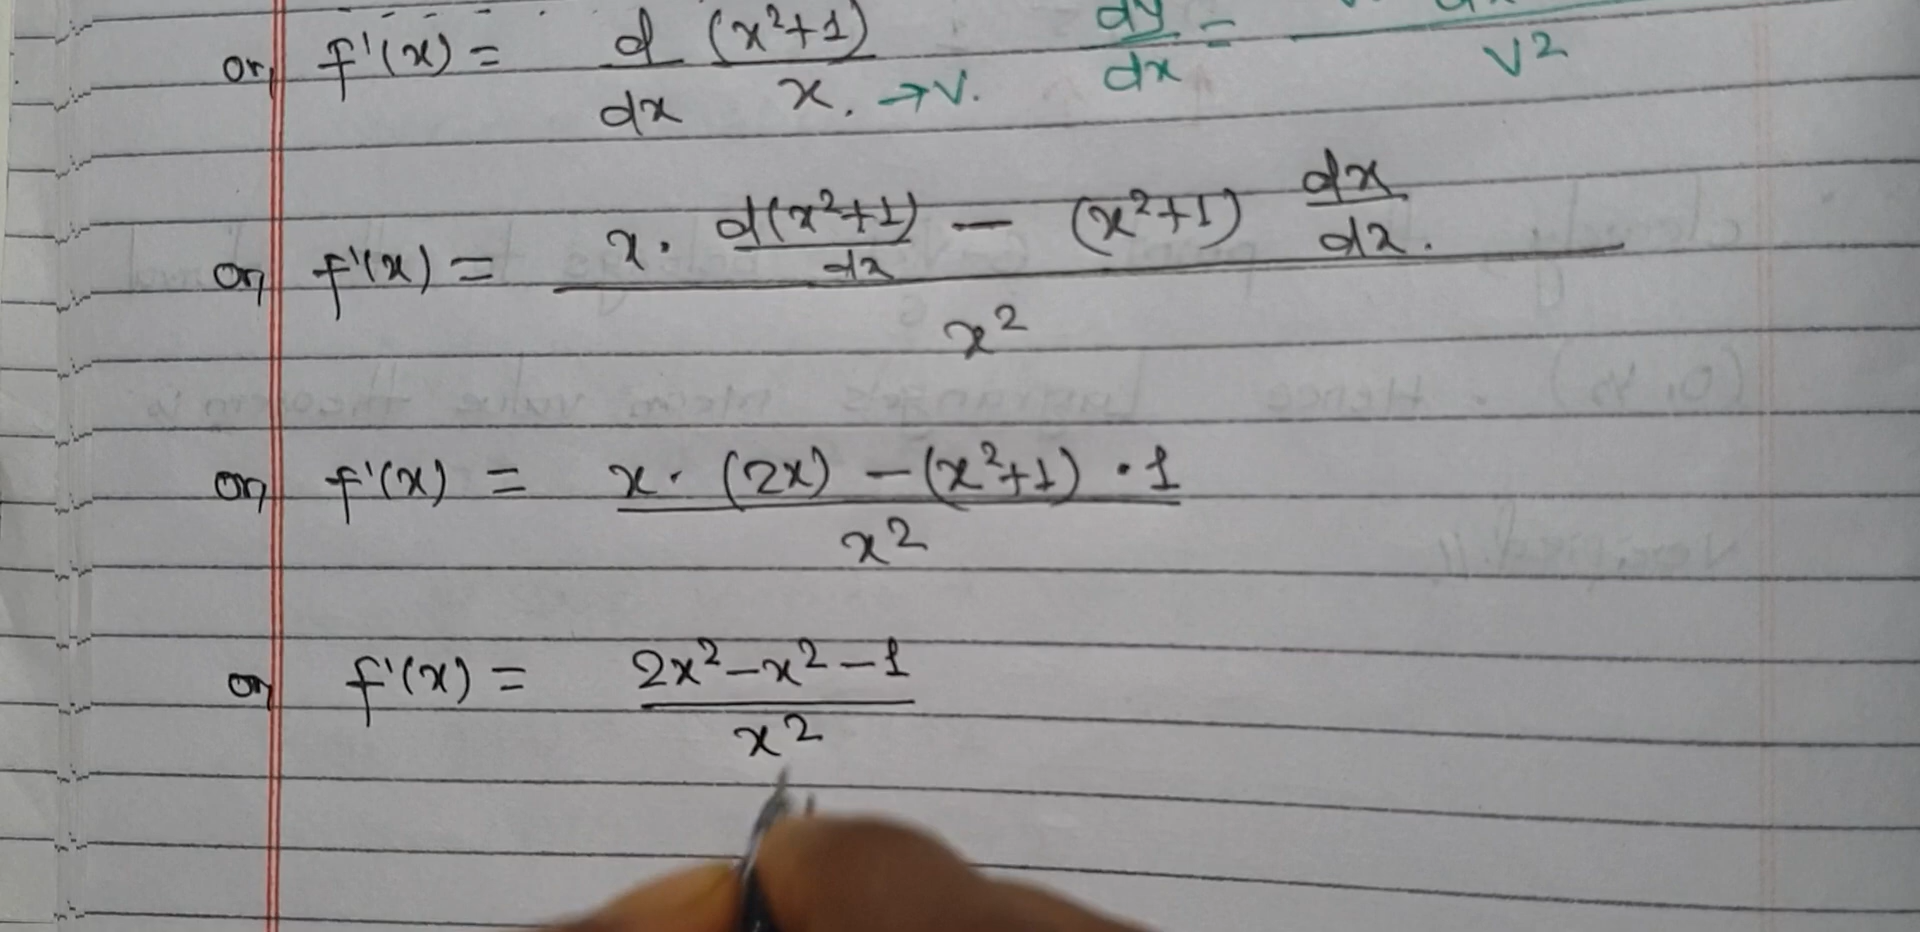 or, f'(x) = d/dx (x²+1)/x. → V. dy/dx = /V²
or, f'(x) = (x · d(x²+1)/dx − (x²+1) dx/dx.)/x²
or, f'(x) = (x · (2x) − (x²+1) · 1)/x²
or, f'(x) = (2x² − x² − 1)/x²